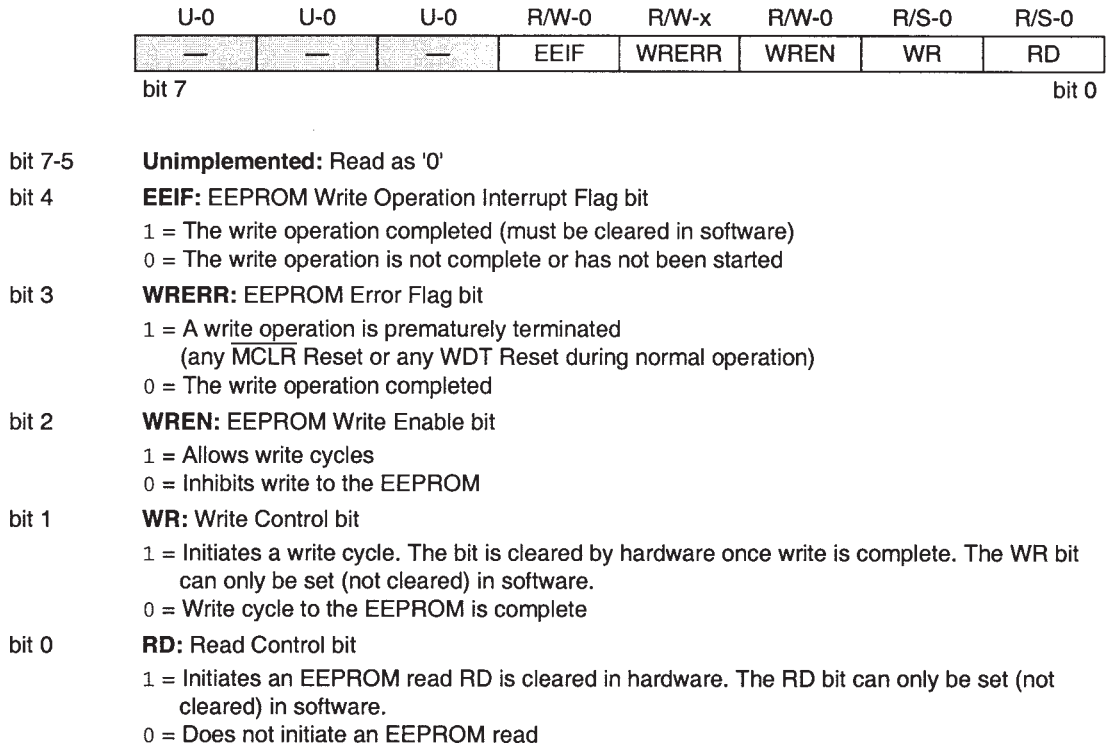 U-0 U-0 U-0 R/W-0 R/W-x R/W-0 R/S-0 R/S-0
— — — EEIF WRERR WREN WR RD
bit 7 bit 0
bit 7-5 Unimplemented: Read as '0'
bit 4 EEIF: EEPROM Write Operation Interrupt Flag bit
1 = The write operation completed (must be cleared in software)
0 = The write operation is not complete or has not been started
bit 3 WRERR: EEPROM Error Flag bit
1 = A write operation is prematurely terminated
(any MCLR Reset or any WDT Reset during normal operation)
0 = The write operation completed
bit 2 WREN: EEPROM Write Enable bit
1 = Allows write cycles
0 = Inhibits write to the EEPROM
bit 1 WR: Write Control bit
1 = Initiates a write cycle. The bit is cleared by hardware once write is complete. The WR bit
can only be set (not cleared) in software.
0 = Write cycle to the EEPROM is complete
bit 0 RD: Read Control bit
1 = Initiates an EEPROM read RD is cleared in hardware. The RD bit can only be set (not
cleared) in software.
0 = Does not initiate an EEPROM read